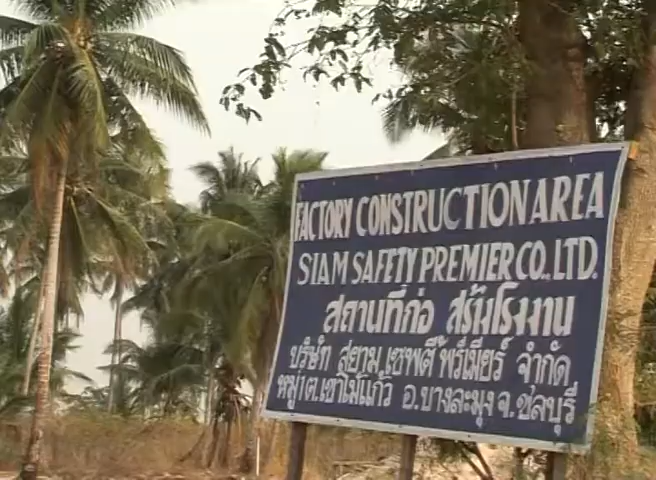 FACTORY CONSTRUCTION AREA
SIAM SAFETY PREMIER CO., LTD.
สถานที่ก่อ สร้างโรงงาน
บริษัท สยาม เซฟตี้ พรีเมียร์ จำกัด
หมู่ 1 ต.เขาไม้แก้ว อ.บางละมุง จ.ชลบุรี